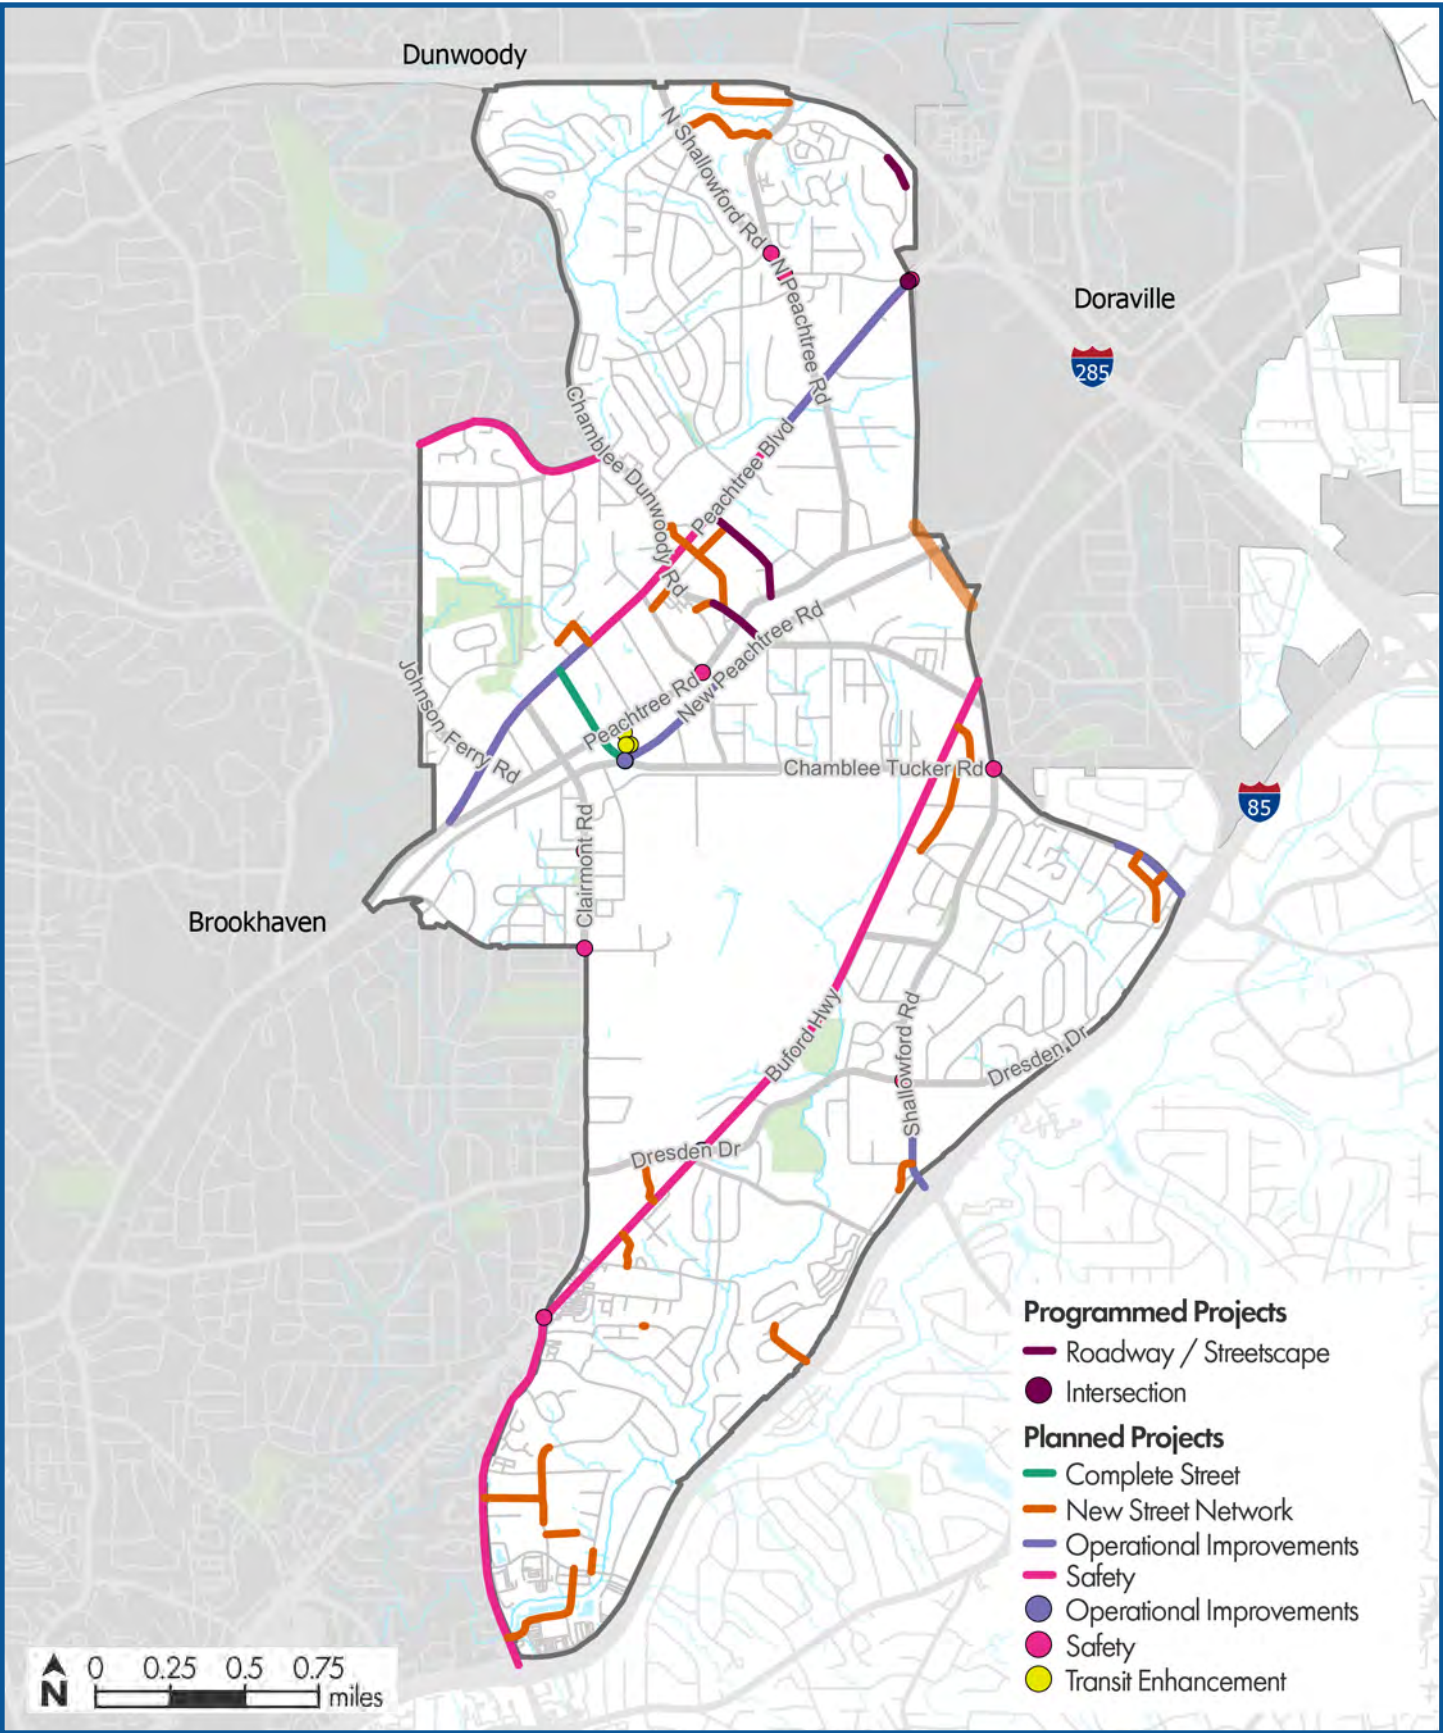 Dunwoody
N Shallowford Rd
N Peachtree Rd
Doraville
285
Chamblee Dunwoody Rd
Peachtree Blvd
Johnson Ferry Rd
Peachtree Rd
New Peachtree Rd
Chamblee Tucker Rd
85
Clairmont Rd
Brookhaven
Buford Hwy
Shallowford Rd
Dresden Dr
Dresden Dr
Programmed Projects
Roadway / Streetscape
Intersection
Planned Projects
Complete Street
New Street Network
Operational Improvements
Safety
Operational Improvements
Safety
Transit Enhancement
N
0 0.25 0.5 0.75
miles